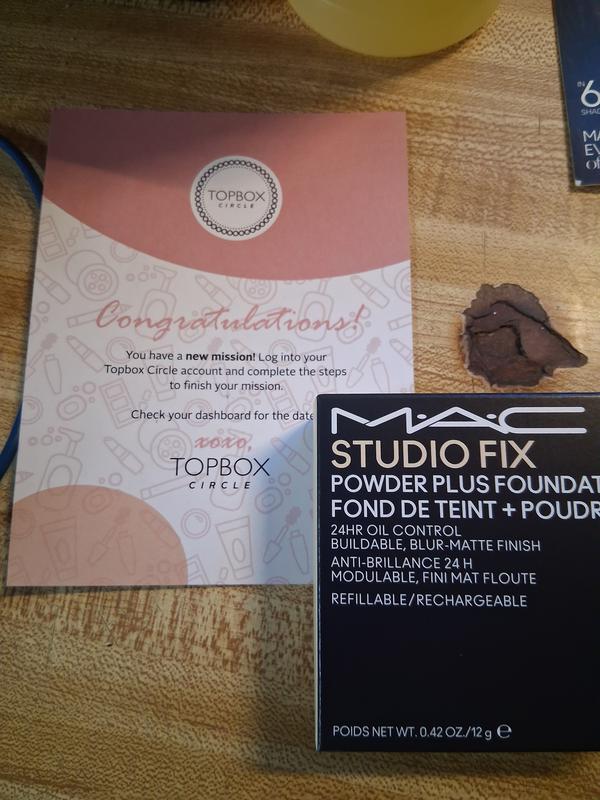 TOPBOX
CIRCLE
Congratulations!
You have a new mission! Log into your
Topbox Circle account and complete the steps
to finish your mission.
Check your dashboard for the date
xoxo,
TOPBOX
CIRCLE
IN
6
MAC
STUDIO FIX
POWDER PLUS FOUNDAT
FOND DE TEINT + POUDR
24HR OIL CONTROL
BUILDABLE, BLUR-MATTE FINISH
ANTI-BRILLANCE 24 H
MODULABLE, FINI MAT FLOUTE
REFILLABLE/RECHARGEABLE
POIDS NET WT. 0.42 OZ./12 g ℮